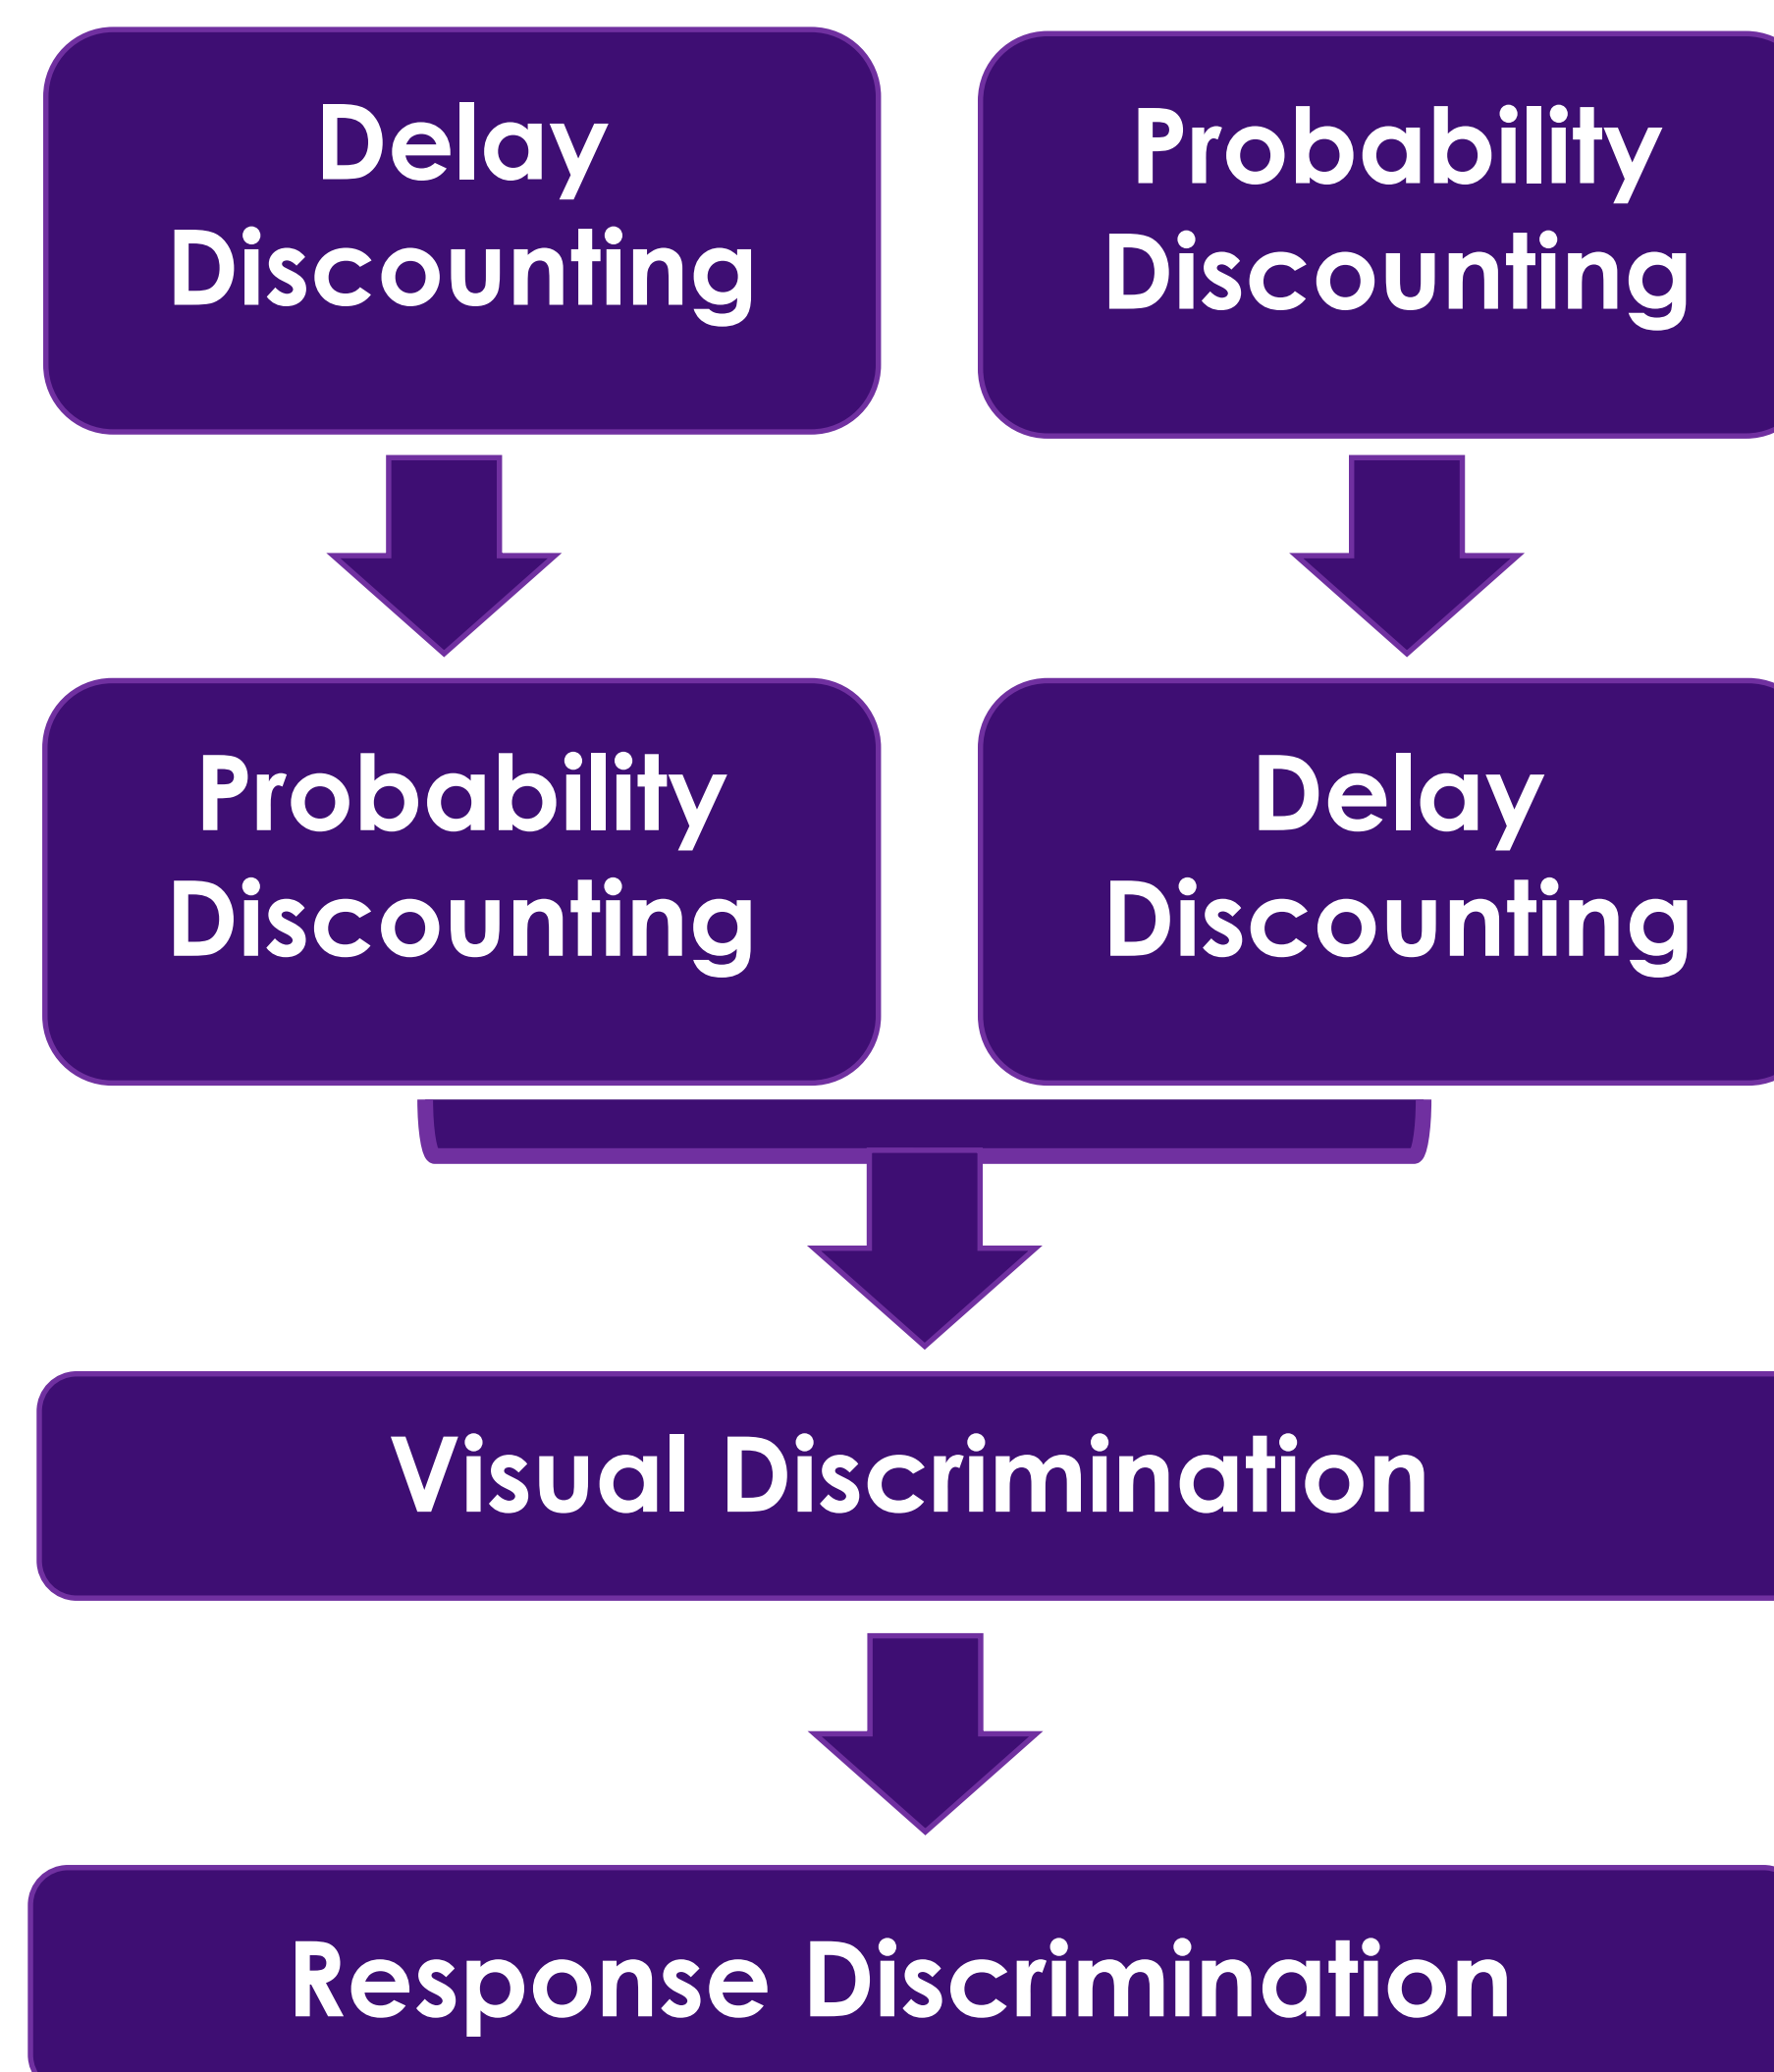 Delay
Discounting
Probability
Discounting
Probability
Discounting
Delay
Discounting
Visual Discrimination
Response Discrimination